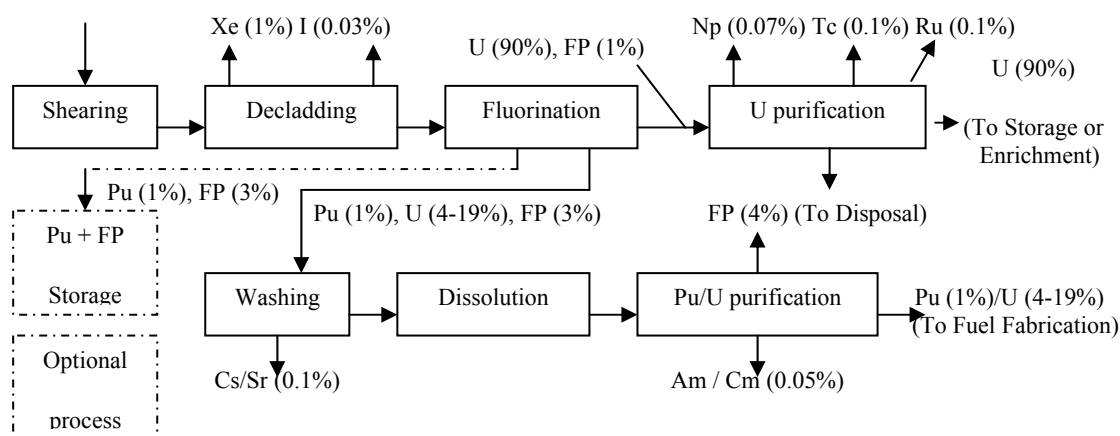 Xe (1%) I (0.03%)
U (90%), FP (1%)
Np (0.07%) Tc (0.1%) Ru (0.1%)
U (90%)
Shearing
Decladding
Fluorination
U purification
(To Storage or
Enrichment)
Pu (1%), FP (3%)
Pu (1%), U (4-19%), FP (3%)
FP (4%) (To Disposal)
Pu + FP
Storage
Washing
Dissolution
Pu/U purification
Pu (1%)/U (4-19%)
(To Fuel Fabrication)
Optional
process
Cs/Sr (0.1%)
Am / Cm (0.05%)